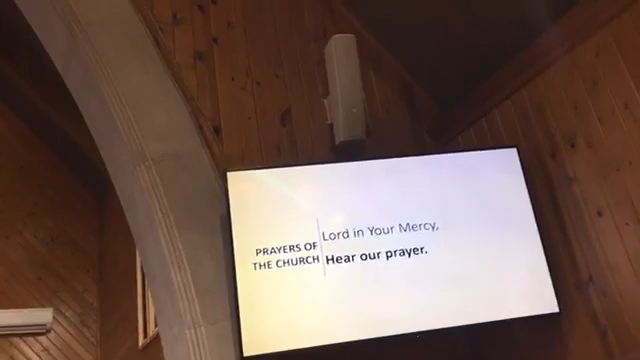 PRAYERS OF
THE CHURCH
Lord in Your Mercy,
Hear our prayer.